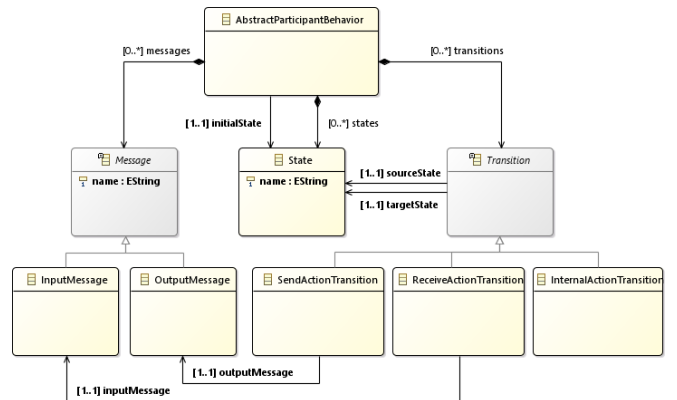 AbstractParticipantBehavior
[0..*] messages
[0..*] transitions
[1..1] initialState
[0..*] states
Message
State
Transition
name : EString
name : EString
[1..1] sourceState
[1..1] targetState
InputMessage
OutputMessage
SendActionTransition
ReceiveActionTransition
InternalActionTransition
[1..1] outputMessage
[1..1] inputMessage